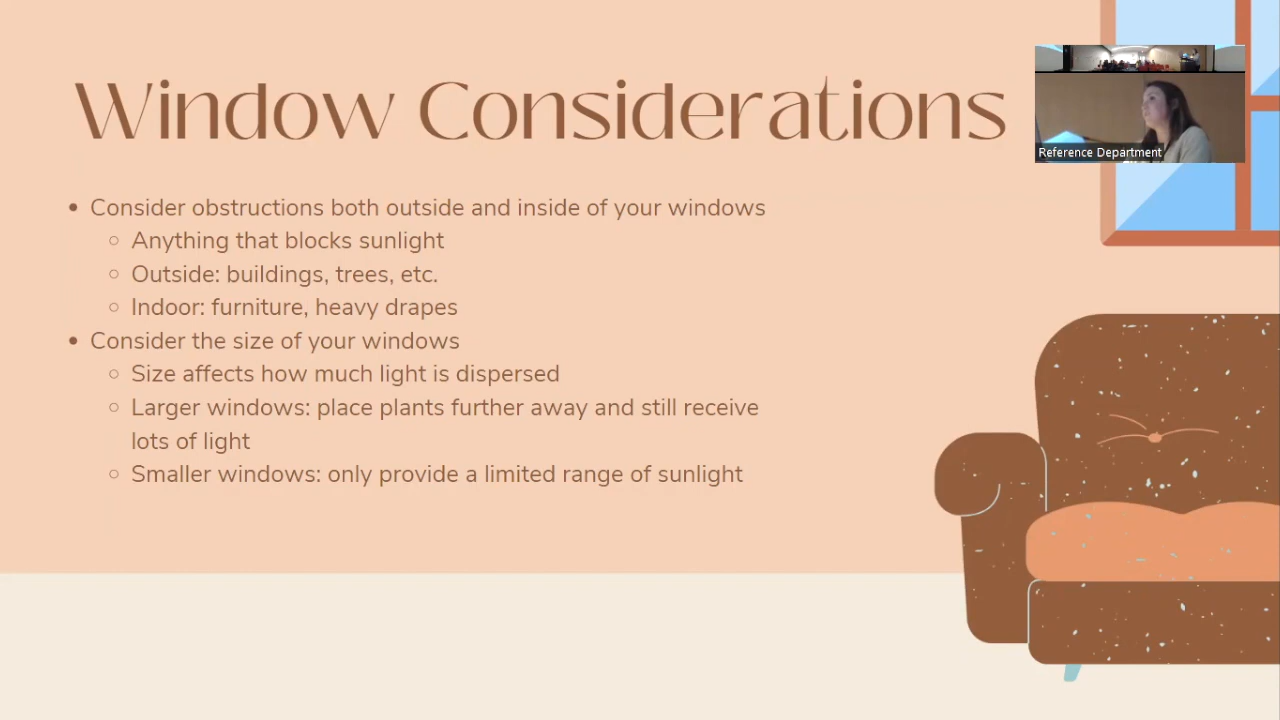 Window Considerations
Reference Department
• Consider obstructions both outside and inside of your windows
○ Anything that blocks sunlight
○ Outside: buildings, trees, etc.
○ Indoor: furniture, heavy drapes
• Consider the size of your windows
○ Size affects how much light is dispersed
○ Larger windows: place plants further away and still receive
lots of light
○ Smaller windows: only provide a limited range of sunlight